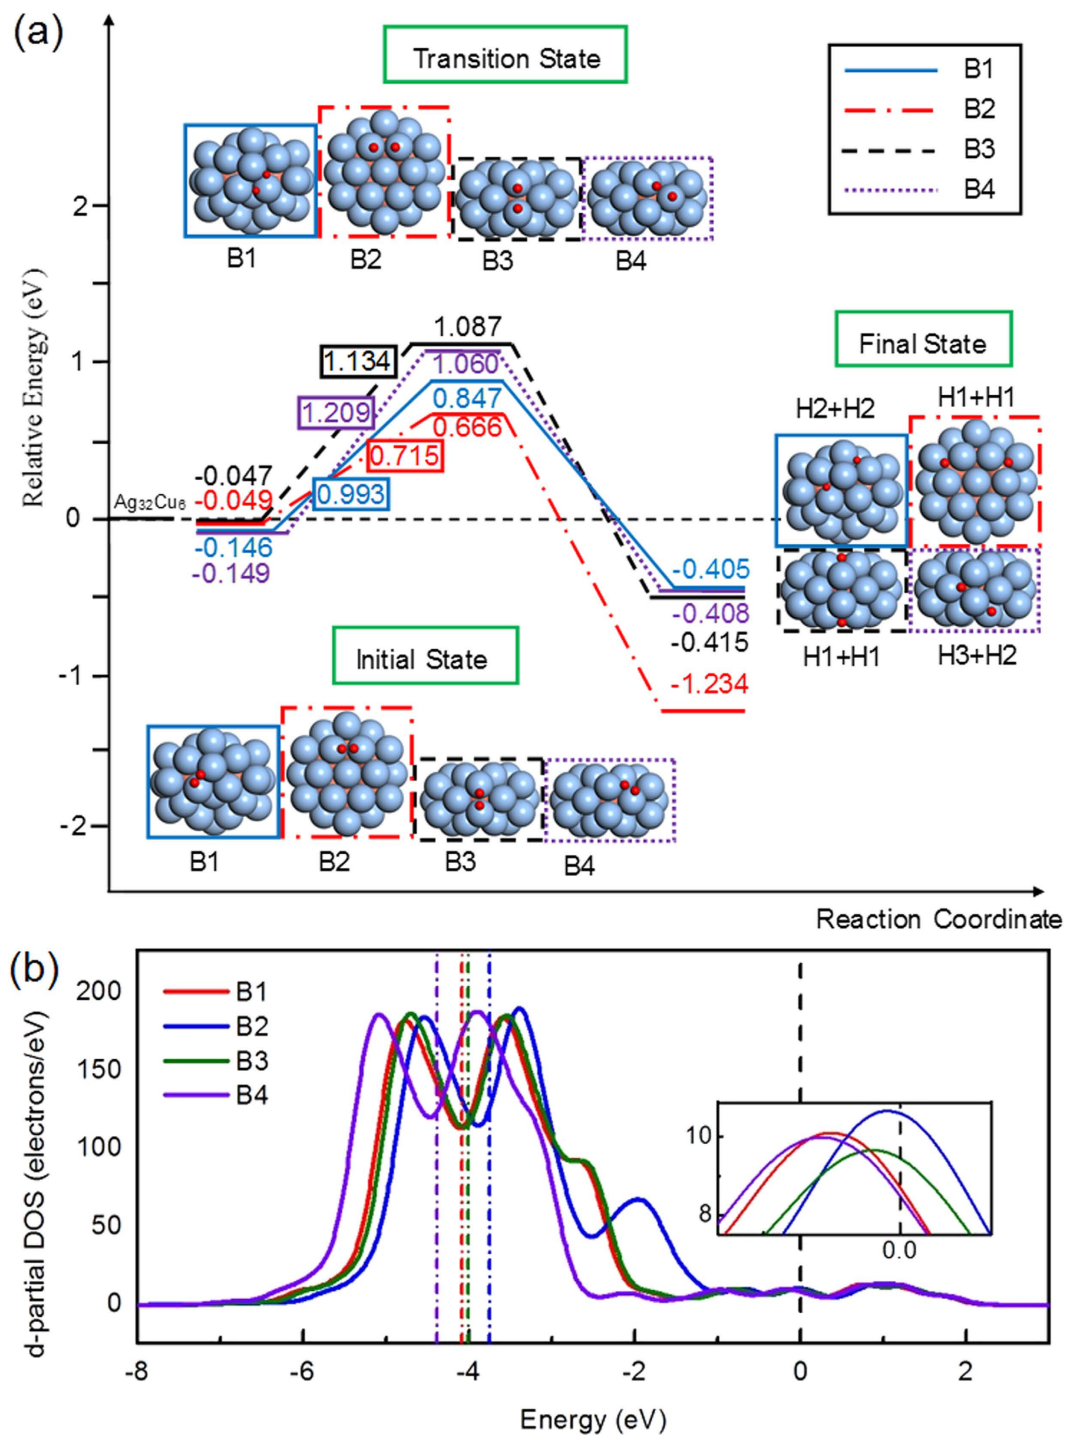 (a)
Transition State
B1
B2
B3
B4
B1 B2 B3 B4
2
1
0
-1
-2
Relative Energy (eV)
1.087
1.134
1.060
1.209
0.847
0.666
0.715
0.993
-0.047
Ag32Cu6 -0.049
-0.146
-0.149
Final State
H2+H2 H1+H1
H1+H1 H3+H2
-0.405
-0.408
-0.415
-1.234
Initial State
B1 B2 B3 B4
Reaction Coordinate
(b)
d-partial DOS (electrons/eV)
200
150
100
50
0
B1
B2
B3
B4
10
8
0.0
-8 -6 -4 -2 0 2
Energy (eV)